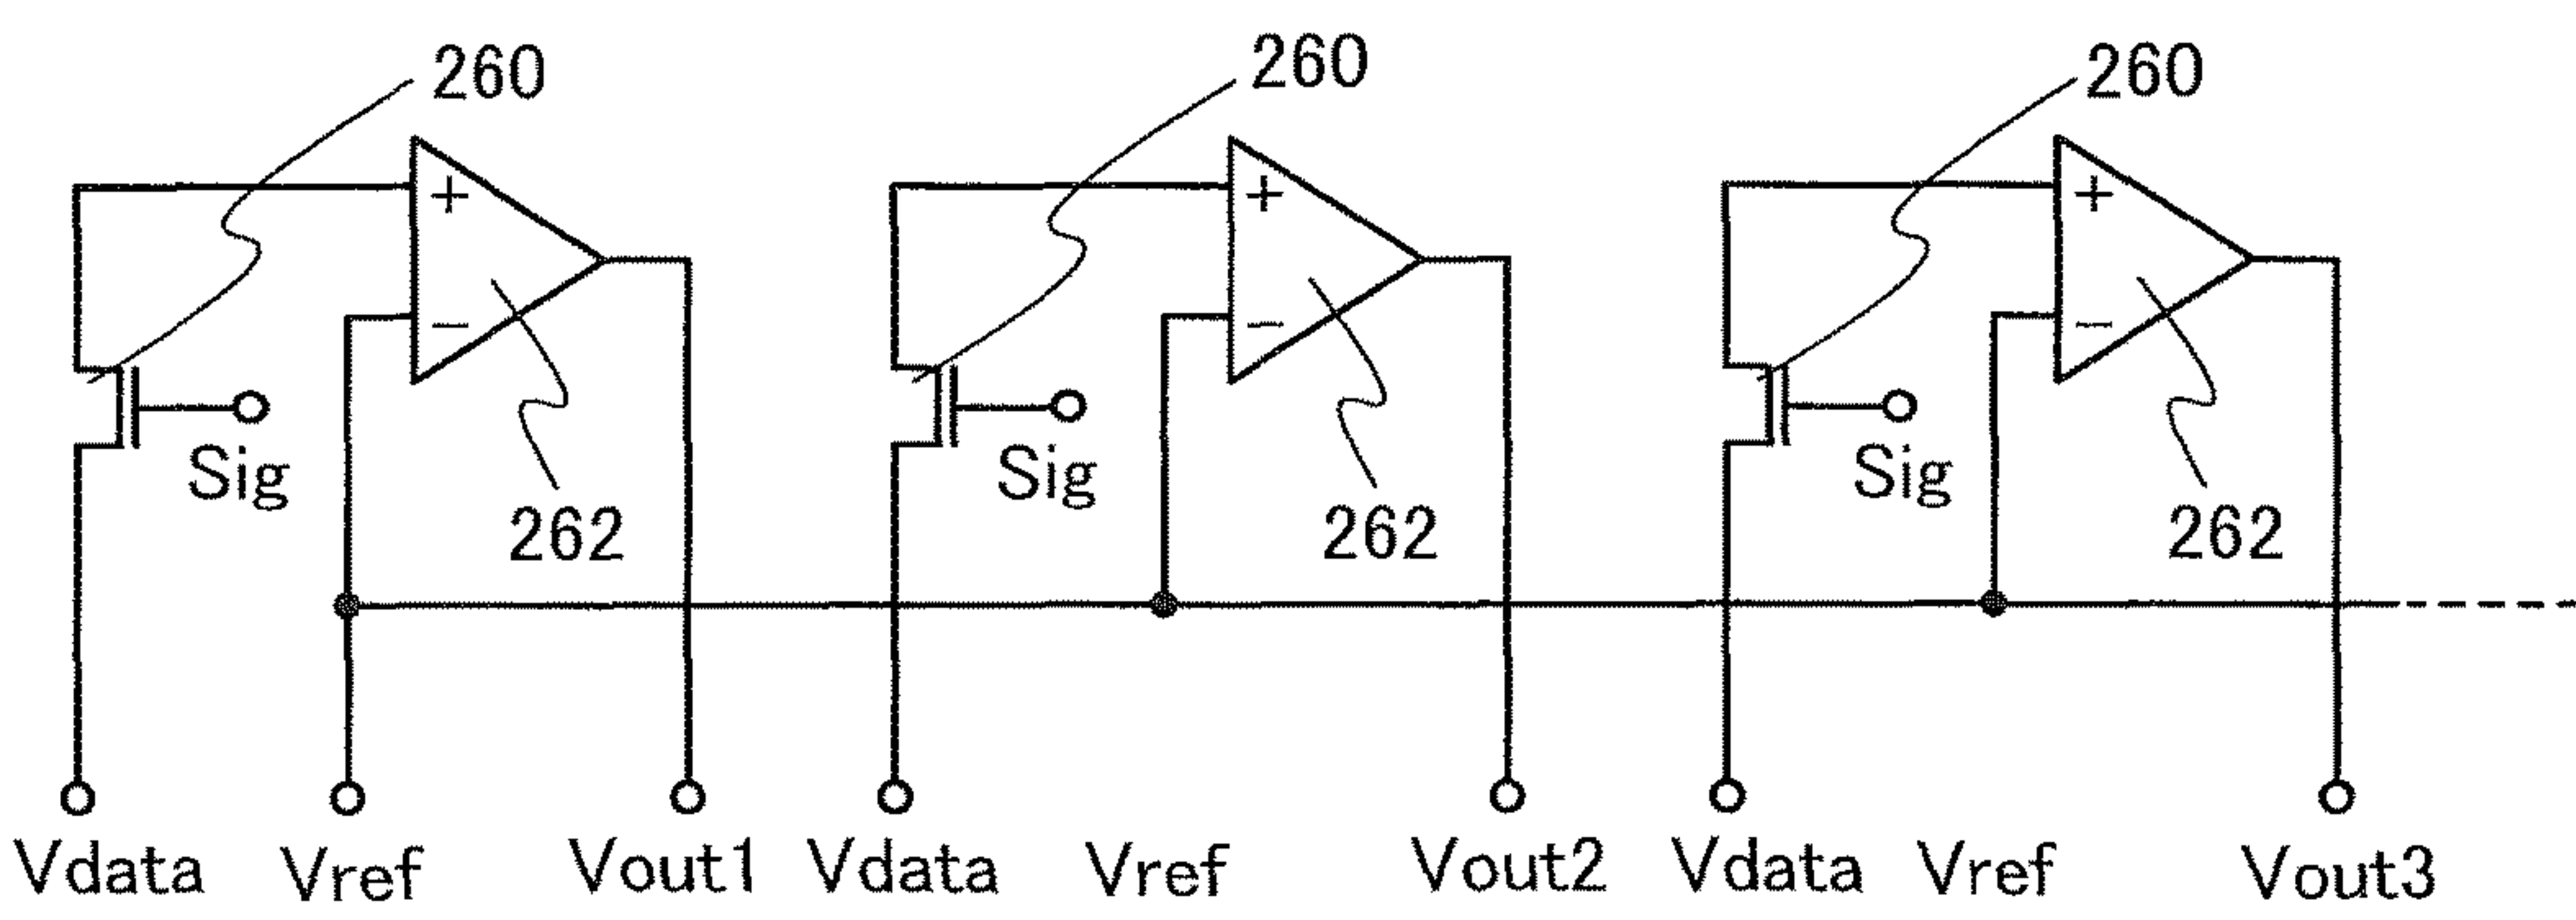 260 260 260
+ + +
− − −
Sig Sig Sig
262 262 262
Vdata Vref Vout1 Vdata Vref Vout2 Vdata Vref Vout3